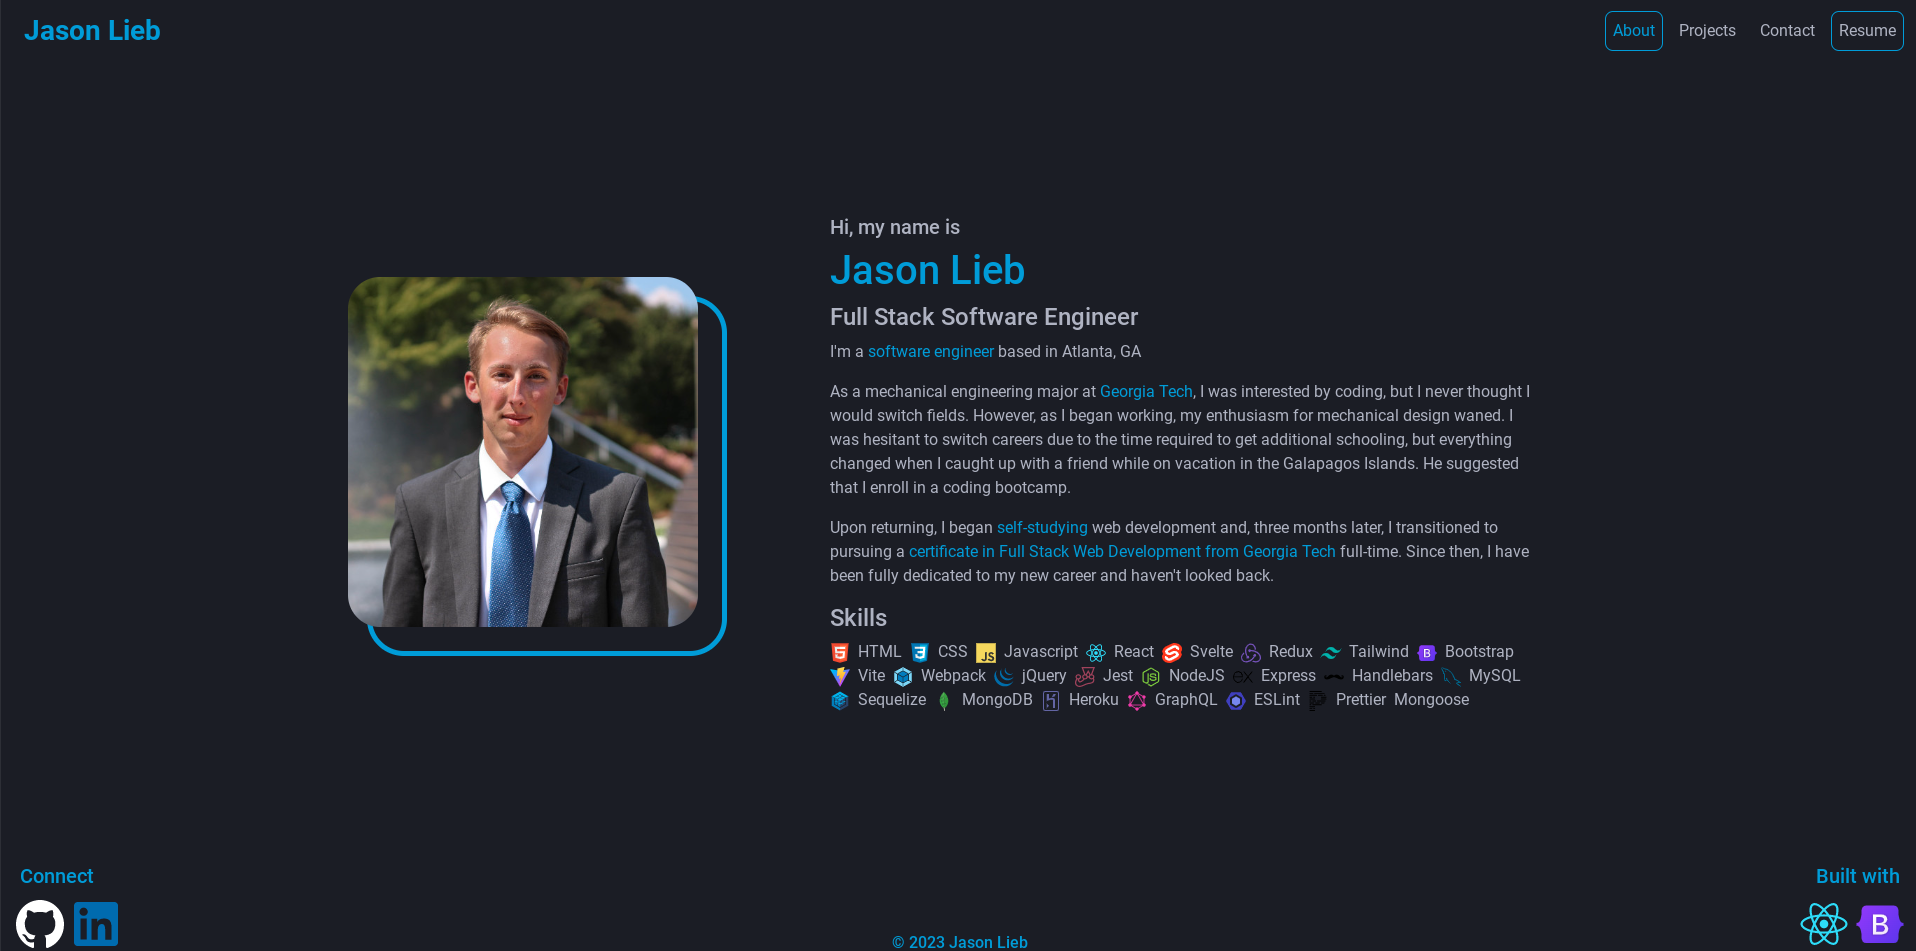 Jason Lieb
About Projects Contact Resume
Hi, my name is
Jason Lieb
Full Stack Software Engineer
I'm a software engineer based in Atlanta, GA
As a mechanical engineering major at Georgia Tech, I was interested by coding, but I never thought I
would switch fields. However, as I began working, my enthusiasm for mechanical design waned. I
was hesitant to switch careers due to the time required to get additional schooling, but everything
changed when I caught up with a friend while on vacation in the Galapagos Islands. He suggested
that I enroll in a coding bootcamp.
Upon returning, I began self-studying web development and, three months later, I transitioned to
pursuing a certificate in Full Stack Web Development from Georgia Tech full-time. Since then, I have
been fully dedicated to my new career and haven't looked back.
Skills
HTML CSS JS Javascript React Svelte Redux Tailwind B Bootstrap
Vite Webpack jQuery Jest JS NodeJS ex Express Handlebars MySQL
Sequelize MongoDB Heroku GraphQL ESLint Prettier Mongoose
Connect
in
Built with
B
© 2023 Jason Lieb